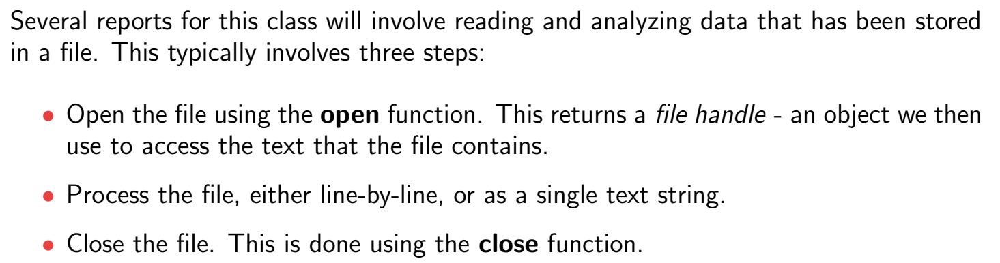 Several reports for this class will involve reading and analyzing data that has been stored
in a file. This typically involves three steps:
• Open the file using the open function. This returns a file handle - an object we then
use to access the text that the file contains.
• Process the file, either line-by-line, or as a single text string.
• Close the file. This is done using the close function.